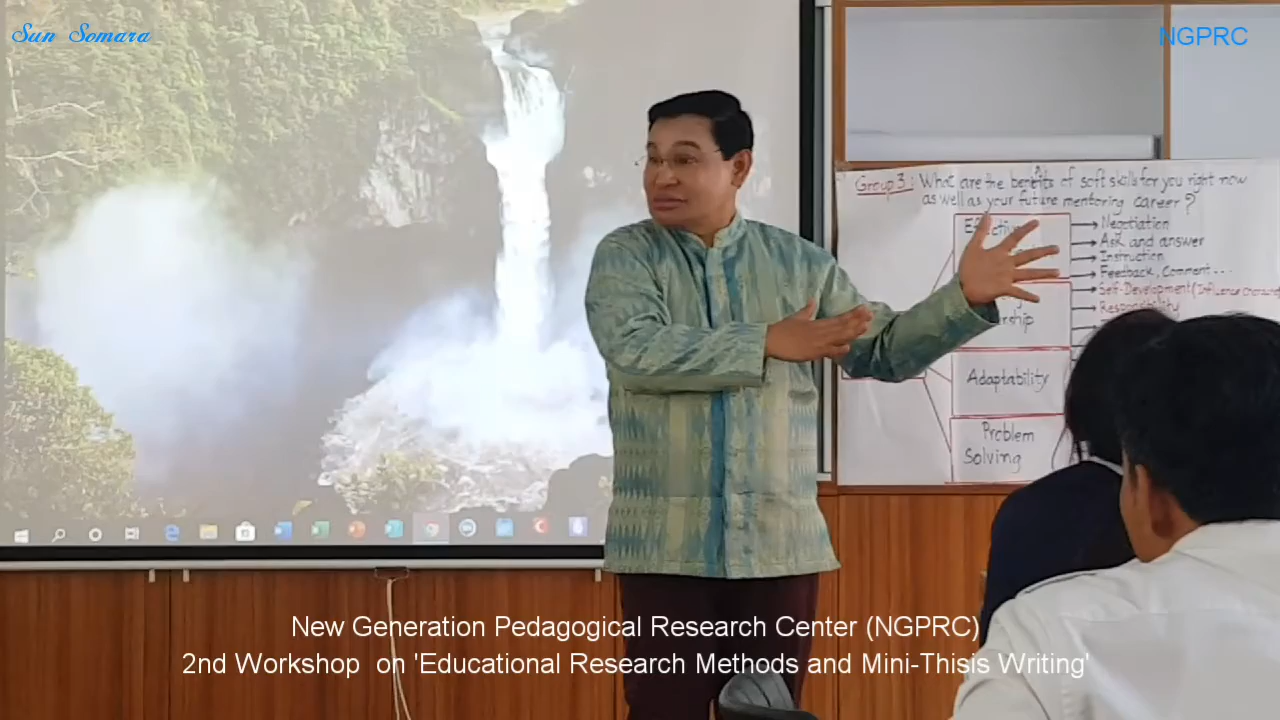 Sun Somara
NGPRC
Group 3 : What are the benefits of soft skills for you right now
as well as your future mentoring career ?
Negotiation
Ask and answer
Instruction
Feedback, Comment ...
Self-Development
Responsibility
Adaptability
Problem
Solving
New Generation Pedagogical Research Center (NGPRC)
2nd Workshop on 'Educational Research Methods and Mini-Thisis Writing'